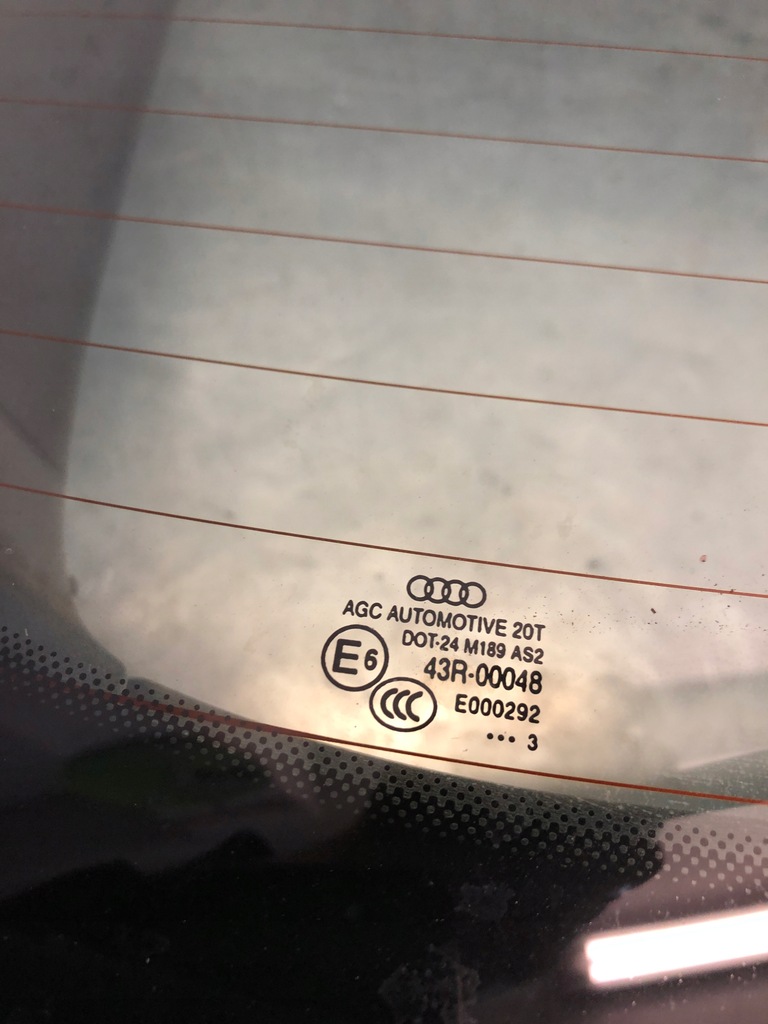 AGC AUTOMOTIVE 20T
DOT-24 M189 AS2
E6
43R-00048
CCC
E000292
••• 3